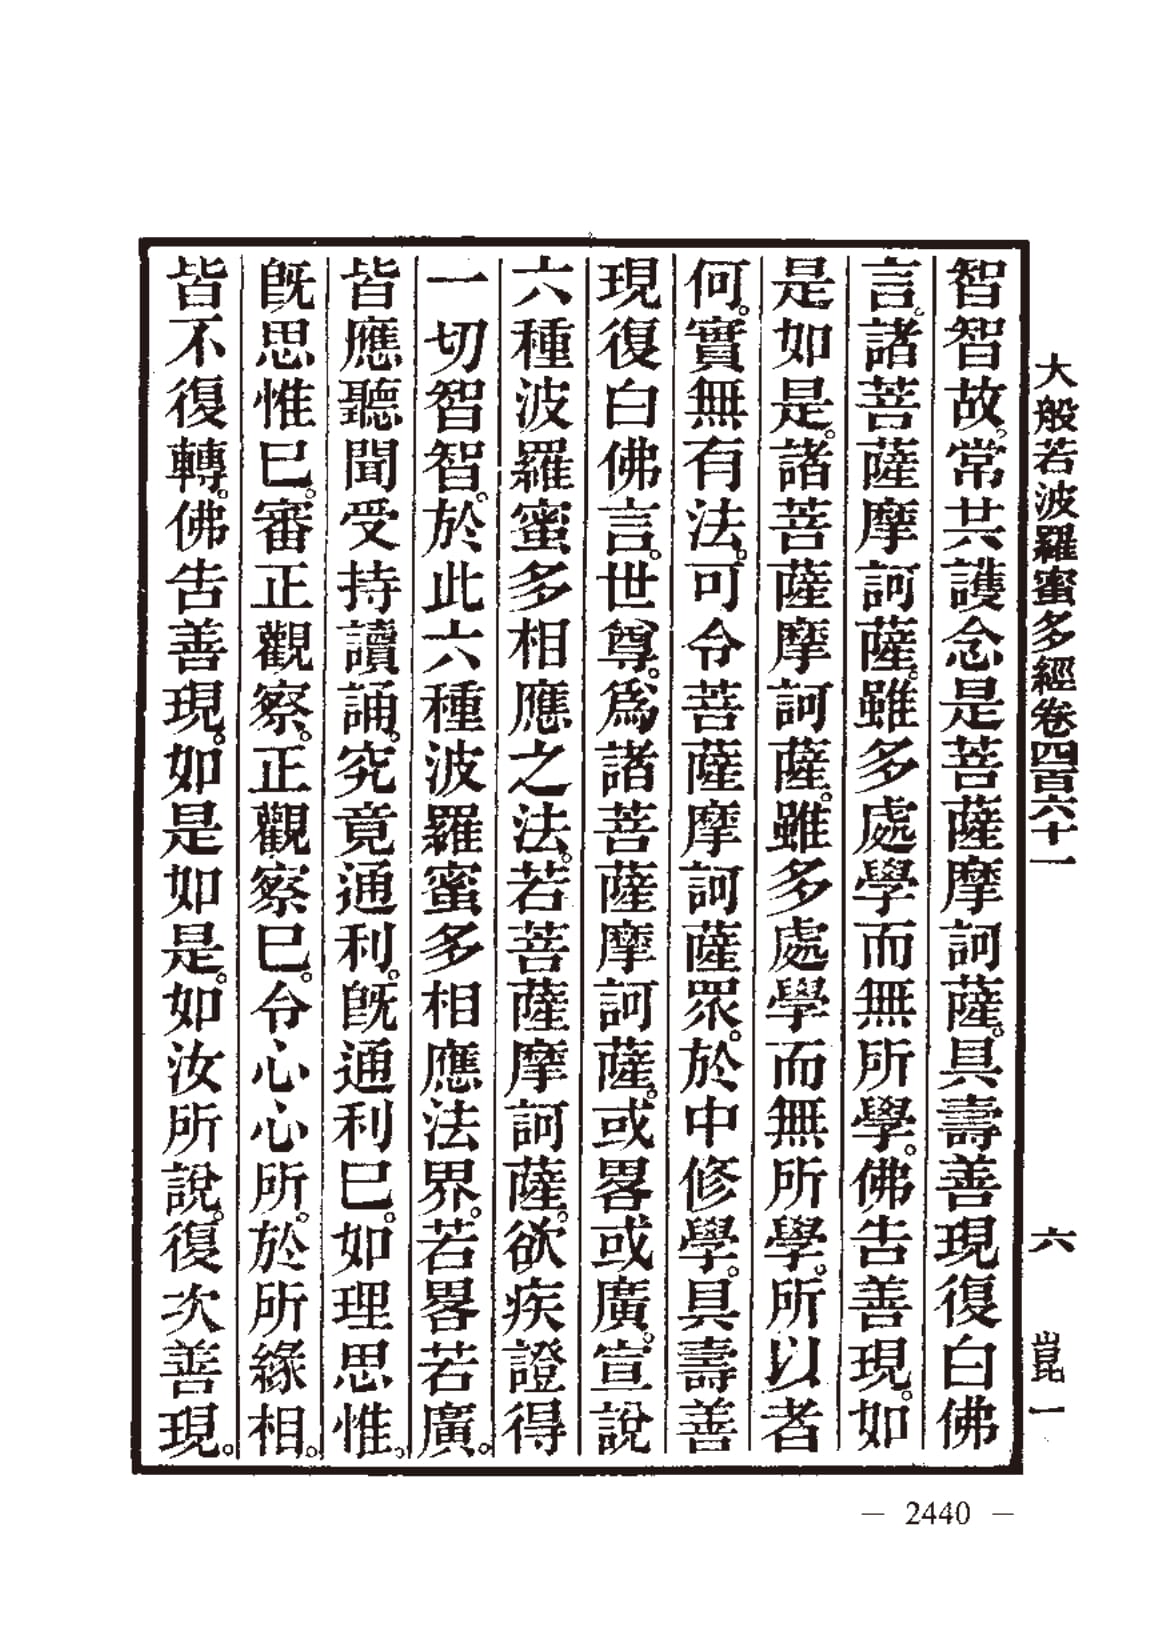 大般若波羅蜜多經卷四百六十一 六 崑一
智智故。常共護念是菩薩摩訶薩。具壽善現復白佛
言。諸菩薩摩訶薩。雖多處學而無所學。佛告善現。如
是如是。諸菩薩摩訶薩。雖多處學而無所學。所以者
何。實無有法。可令菩薩摩訶薩眾。於中修學。具壽善
現復白佛言。世尊。爲諸菩薩摩訶薩。或畧或廣。宣說
六種波羅蜜多相應之法。若菩薩摩訶薩。欲疾證得
一切智智。於此六種波羅蜜多相應法界。若畧若廣。
皆應聽聞受持讀誦。究竟通利。旣通利已。如理思惟。
旣思惟已。審正觀察。正觀察已。令心心所。於所緣相。
皆不復轉。佛告善現。如是如是。如汝所說。復次善現。
— 2440 —